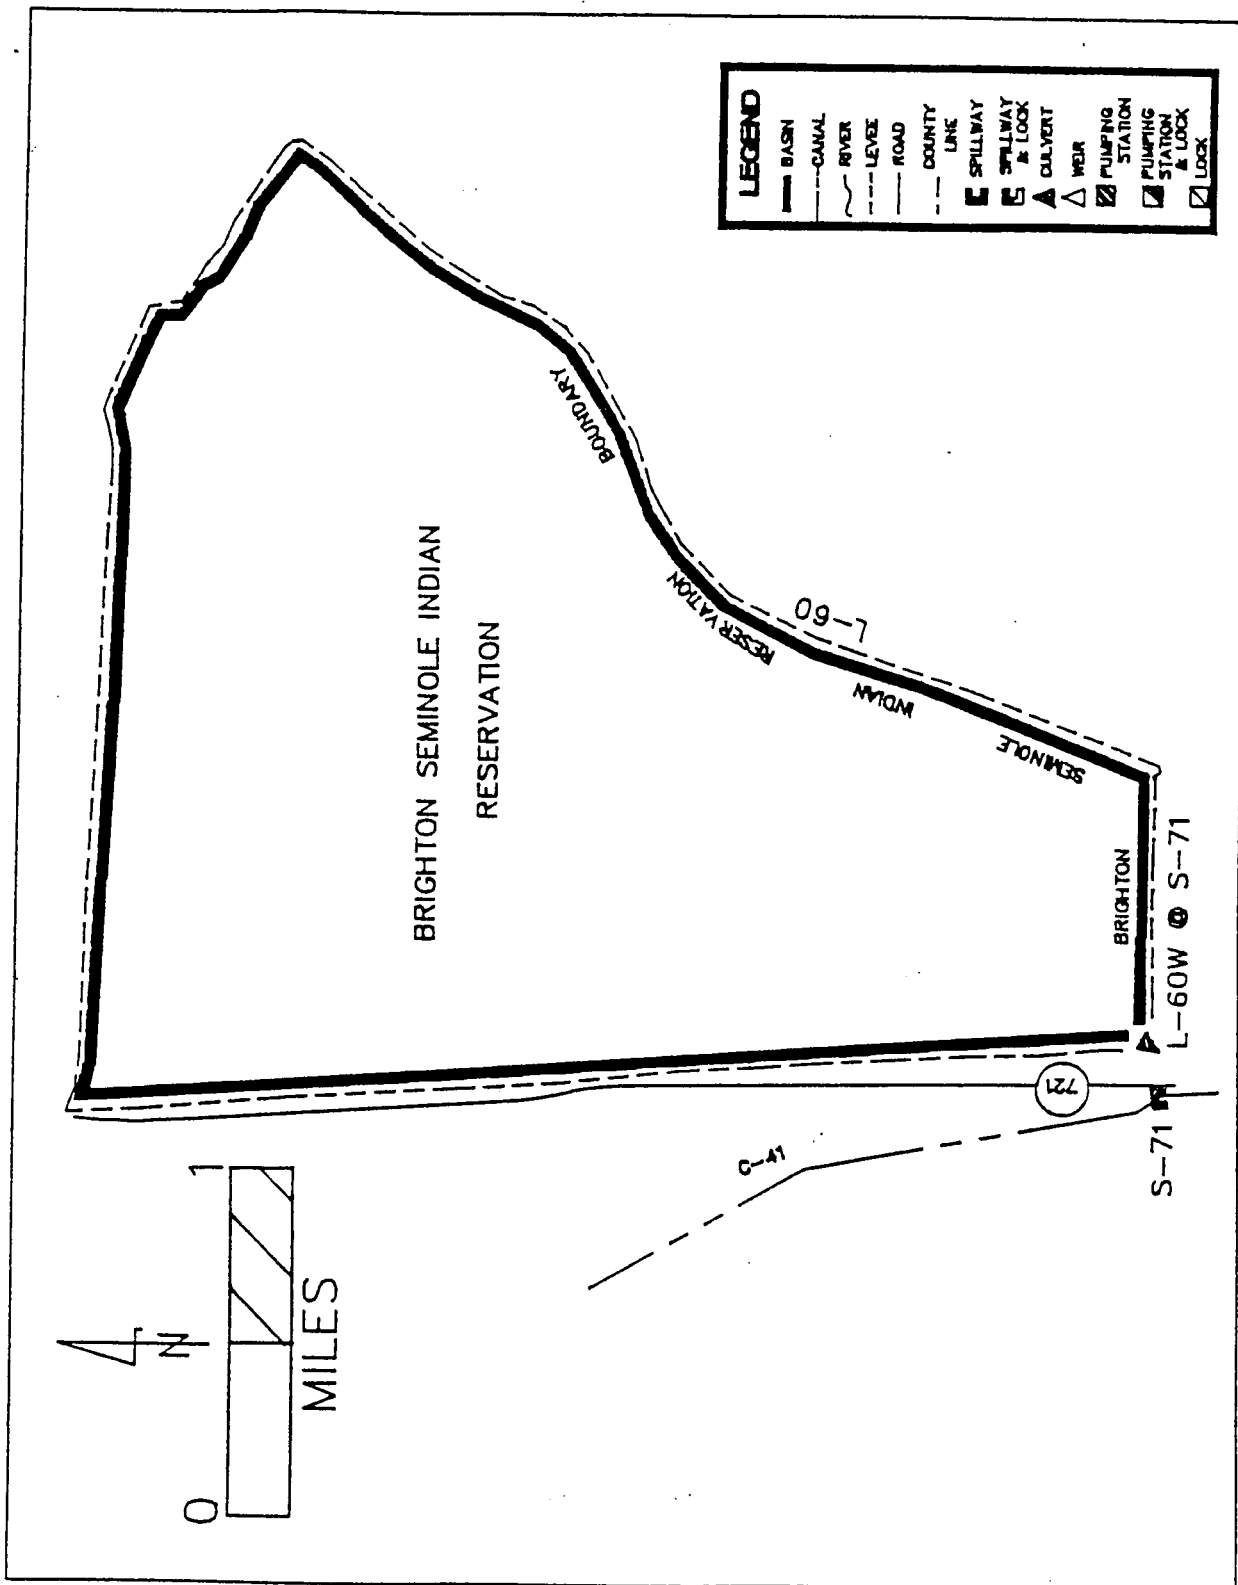 0
1
MILES
N
BRIGHTON SEMINOLE INDIAN
RESERVATION
BOUNDARY
RESERVATION
INDIAN
SEMINOLE
BRIGHTON
L-60
L-60W @ S-71
S-71
721
C-41
LEGEND
BASIN
CANAL
RIVER
LEVEE
ROAD
COUNTY
LINE
SPILLWAY
SPILLWAY
& LOCK
CULVERT
WEIR
PUMPING
STATION
PUMPING
STATION
& LOCK
LOCK